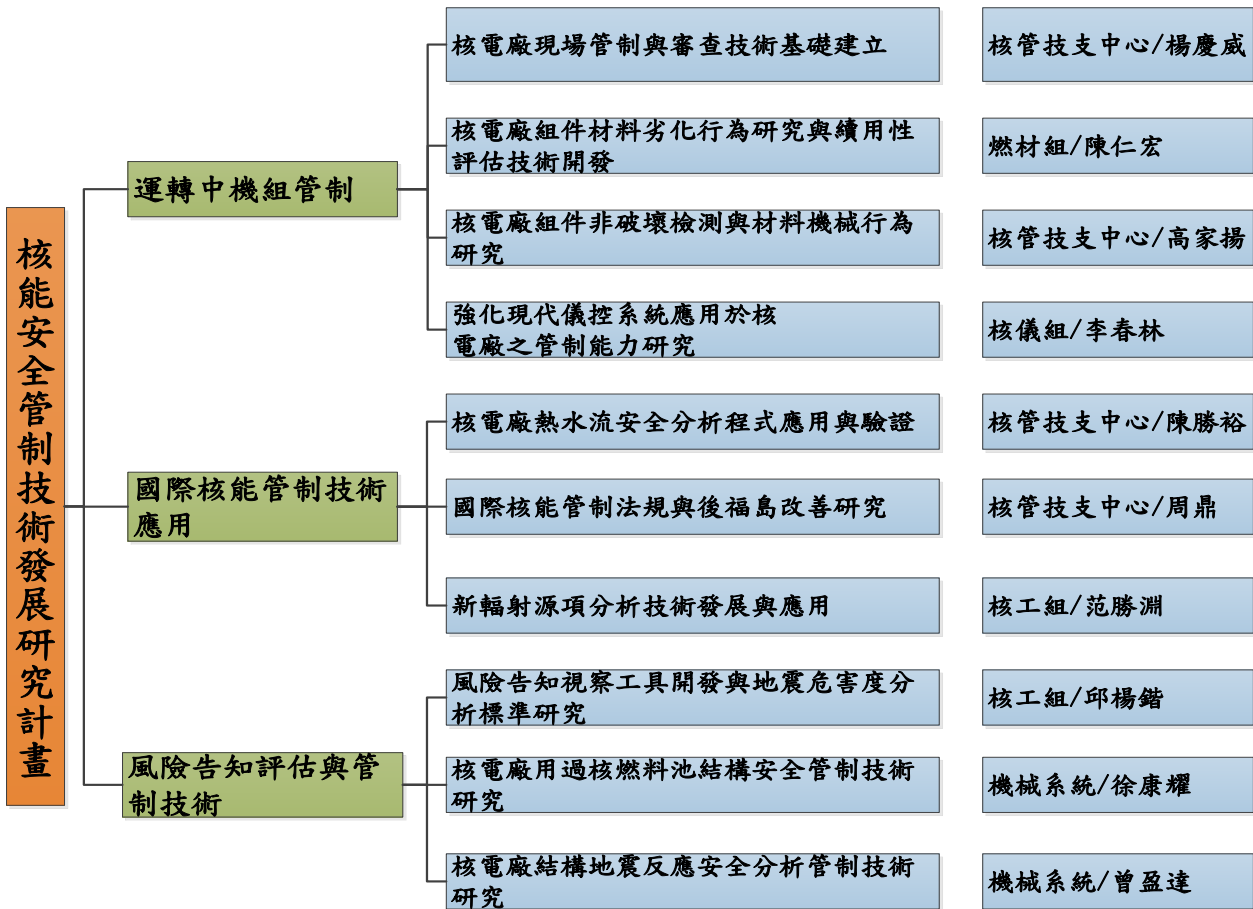 核能安全管制技術發展研究計畫
運轉中機組管制
核電廠現場管制與審查技術基礎建立
核管技支中心/楊慶威
核電廠組件材料劣化行為研究與續用性
評估技術開發
燃材組/陳仁宏
核電廠組件非破壞檢測與材料機械行為
研究
核管技支中心/高家揚
強化現代儀控系統應用於核
電廠之管制能力研究
核儀組/李春林
國際核能管制技術
應用
核電廠熱水流安全分析程式應用與驗證
核管技支中心/陳勝裕
國際核能管制法規與後福島改善研究
核管技支中心/周鼎
新輻射源項分析技術發展與應用
核工組/范勝淵
風險告知評估與管
制技術
風險告知視察工具開發與地震危害度分
析標準研究
核工組/邱楊鍇
核電廠用過核燃料池結構安全管制技術
研究
機械系統/徐康耀
核電廠結構地震反應安全分析管制技術
研究
機械系統/曾盈達